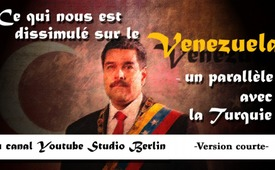 Ce qui nous est
dissimulé sur le
Venezuela
un parallèle
avec
la Turquie
canal Youtube Studio Berlin
-Version courte-